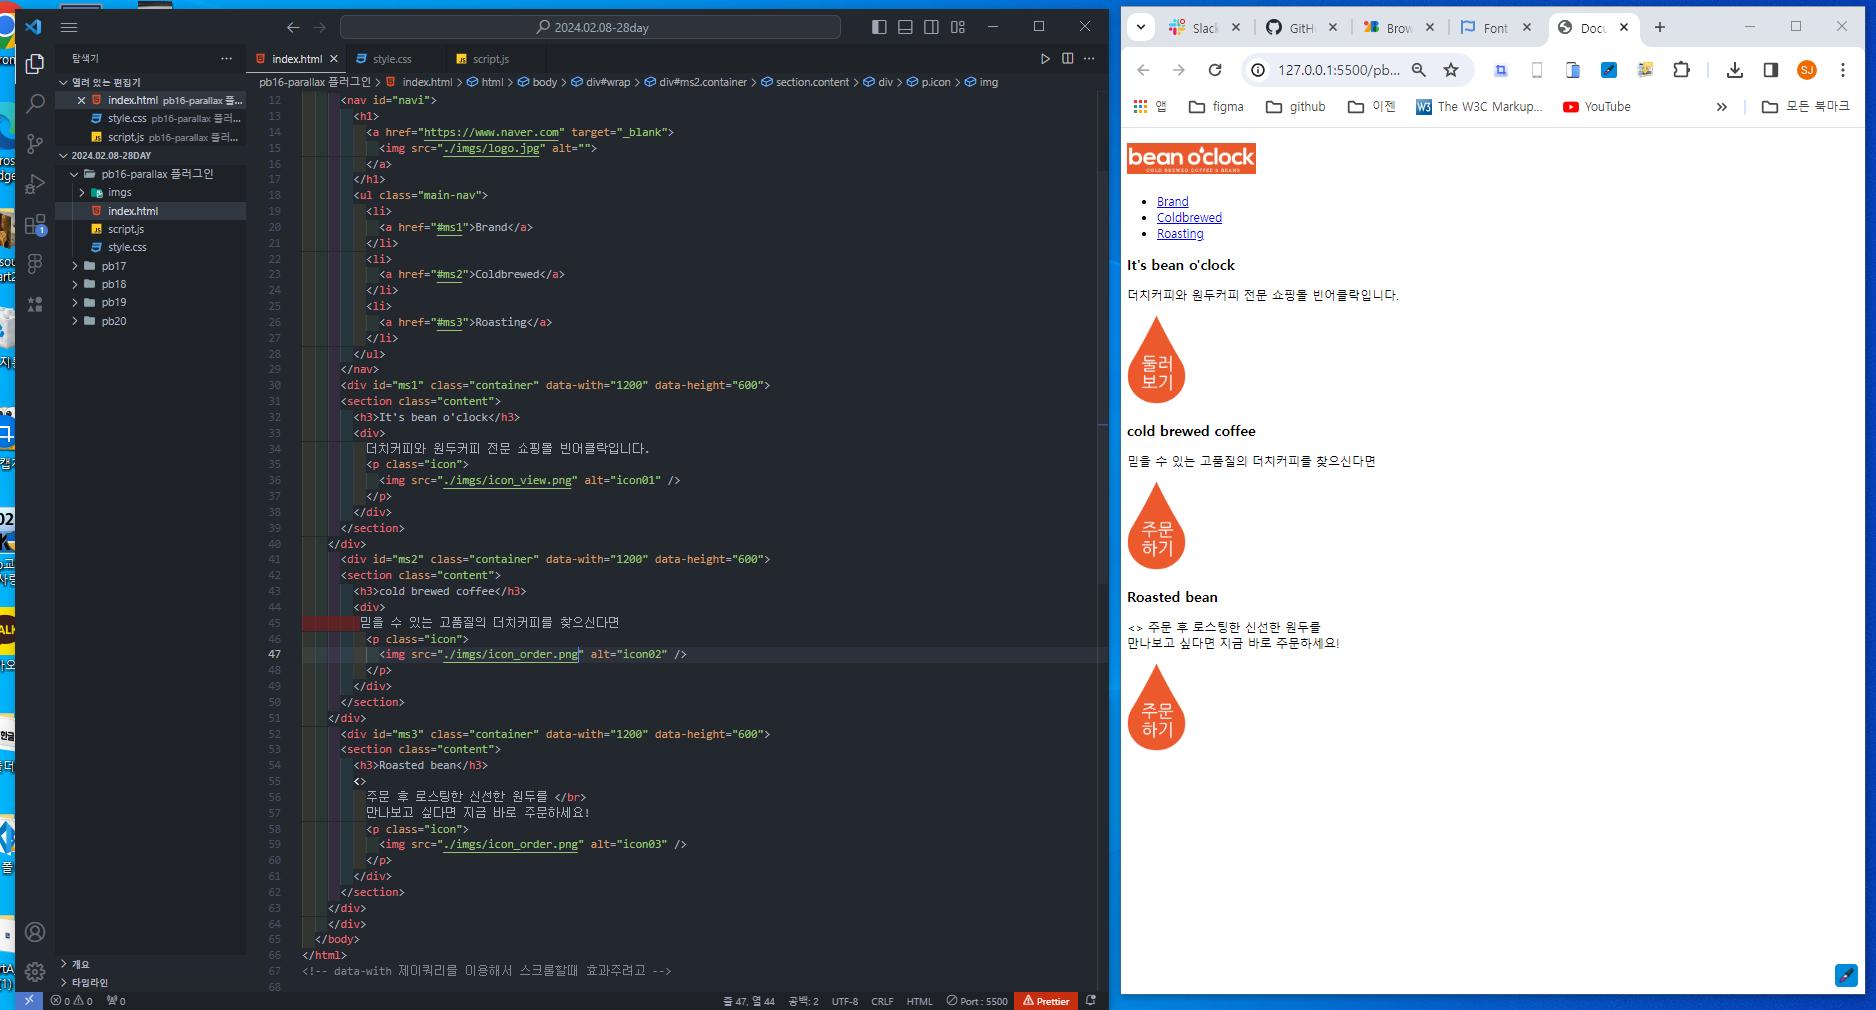 2024.02.08-28day
탐색기
열려 있는 편집기
index.html pb16-parallax 플...
style.css pb16-parallax 플러...
script.js pb16-parallax 플러...
2024.02.08-28DAY
pb16-parallax 플러그인
imgs
index.html
script.js
style.css
pb17
pb18
pb19
pb20
개요
타임라인
index.html
style.css
script.js
pb16-parallax 플러그인 > index.html > html > body > div#wrap > div#ms2.container > section.content > div > p.icon > img
12 <nav id="navi">
13 <h1>
14 <a href="https://www.naver.com" target="_blank">
15 <img src="./imgs/logo.jpg" alt="">
16 </a>
17 </h1>
18 <ul class="main-nav">
19 <li>
20 <a href="#ms1">Brand</a>
21 </li>
22 <li>
23 <a href="#ms2">Coldbrewed</a>
24 </li>
25 <li>
26 <a href="#ms3">Roasting</a>
27 </li>
28 </ul>
29 </nav>
30 <div id="ms1" class="container" data-with="1200" data-height="600">
31 <section class="content">
32 <h3>It's bean o'clock</h3>
33 <div>
34 더치커피와 원두커피 전문 쇼핑몰 빈어클락입니다.
35 <p class="icon">
36 <img src="./imgs/icon_view.png" alt="icon01" />
37 </p>
38 </div>
39 </section>
40 </div>
41 <div id="ms2" class="container" data-with="1200" data-height="600">
42 <section class="content">
43 <h3>cold brewed coffee</h3>
44 <div>
45 믿을 수 있는 고품질의 더치커피를 찾으신다면
46 <p class="icon">
47 <img src="./imgs/icon_order.png" alt="icon02" />
48 </p>
49 </div>
50 </section>
51 </div>
52 <div id="ms3" class="container" data-with="1200" data-height="600">
53 <section class="content">
54 <h3>Roasted bean</h3>
55 <>
56 주문 후 로스팅한 신선한 원두를 </br>
57 만나보고 싶다면 지금 바로 주문하세요!
58 <p class="icon">
59 <img src="./imgs/icon_order.png" alt="icon03" />
60 </p>
61 </div>
62 </section>
63 </div>
64 </div>
65 </body>
66 </html>
67 <!-- data-with 제이쿼리를 이용해서 스크롤할때 효과주려고 -->
68
0 0 0
줄 47, 열 44 공백: 2 UTF-8 CRLF HTML Port : 5500 Prettier
Slack GitH Brow Font Docu
127.0.0.1:5500/pb...
SJ
앱 figma github 이젠 The W3C Markup... YouTube » 모든 북마크
bean o'clock
COLD BREWED COFFEE & BEANS
Brand
Coldbrewed
Roasting
It's bean o'clock
더치커피와 원두커피 전문 쇼핑몰 빈어클락입니다.
둘러
보기
cold brewed coffee
믿을 수 있는 고품질의 더치커피를 찾으신다면
주문
하기
Roasted bean
<> 주문 후 로스팅한 신선한 원두를
만나보고 싶다면 지금 바로 주문하세요!
주문
하기